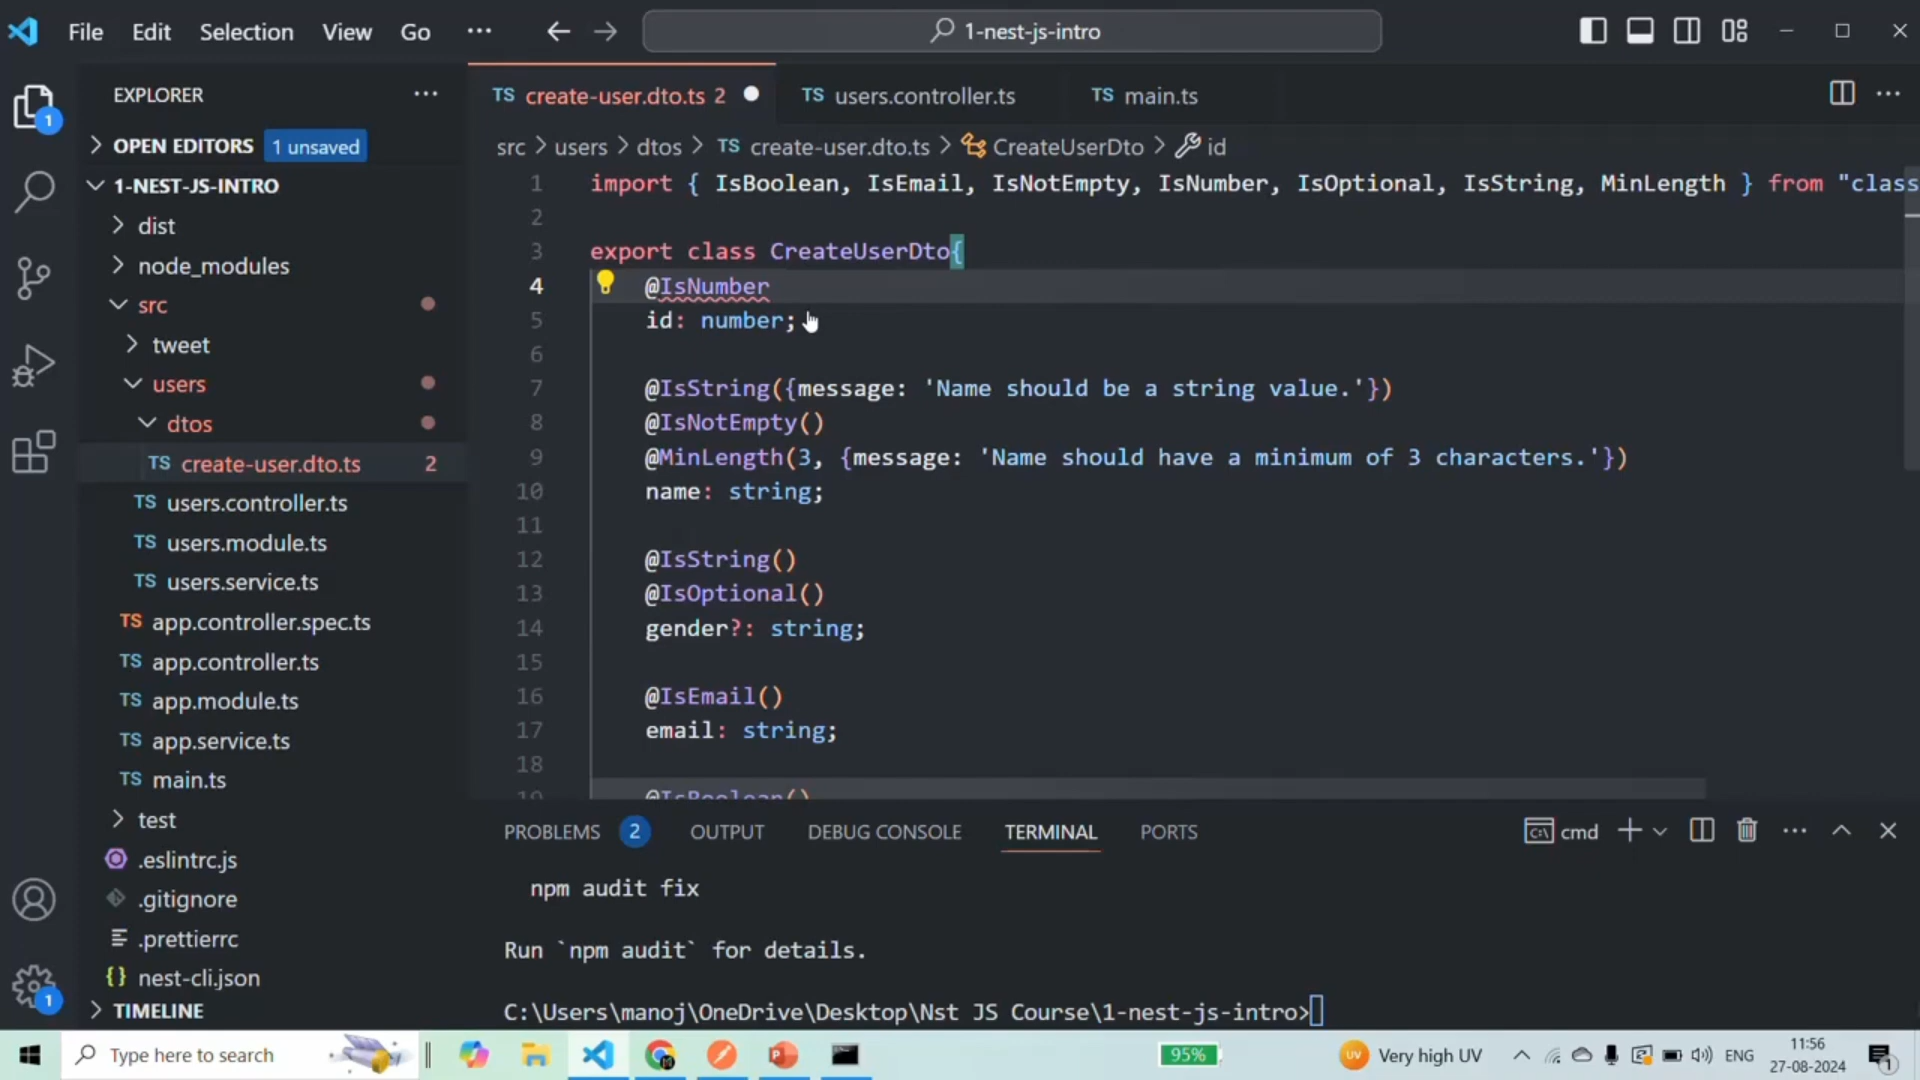 File Edit Selection View Go ··· 1-nest-js-intro
EXPLORER ···
OPEN EDITORS 1 unsaved
1-NEST-JS-INTRO
dist
node_modules
src
tweet
users
dtos
TS create-user.dto.ts 2
TS users.controller.ts
TS users.module.ts
TS users.service.ts
TS app.controller.spec.ts
TS app.controller.ts
TS app.module.ts
TS app.service.ts
TS main.ts
test
.eslintrc.js
.gitignore
.prettierrc
{} nest-cli.json
TIMELINE
1
1
TS create-user.dto.ts 2 TS users.controller.ts TS main.ts
src > users > dtos > TS create-user.dto.ts > CreateUserDto > id
1 import { IsBoolean, IsEmail, IsNotEmpty, IsNumber, IsOptional, IsString, MinLength } from "class
2
3 export class CreateUserDto{
4 @IsNumber
5 id: number;
6
7 @IsString({message: 'Name should be a string value.'})
8 @IsNotEmpty()
9 @MinLength(3, {message: 'Name should have a minimum of 3 characters.'})
10 name: string;
11
12 @IsString()
13 @IsOptional()
14 gender?: string;
15
16 @IsEmail()
17 email: string;
18
19 @IsBoolean()
PROBLEMS 2 OUTPUT DEBUG CONSOLE TERMINAL PORTS cmd
npm audit fix
Run `npm audit` for details.
C:\Users\manoj\OneDrive\Desktop\Nst JS Course\1-nest-js-intro>
Type here to search 95% UV Very high UV ENG 11:56
27-08-2024 1